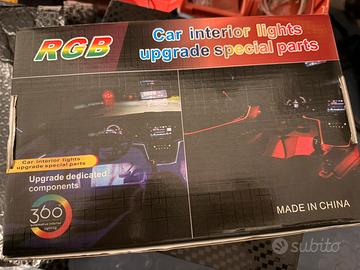 RGB
Car interior lights
upgrade special parts
Car interior lights
upgrade special parts
Upgrade dedicated
components
360
MADE IN CHINA
subito